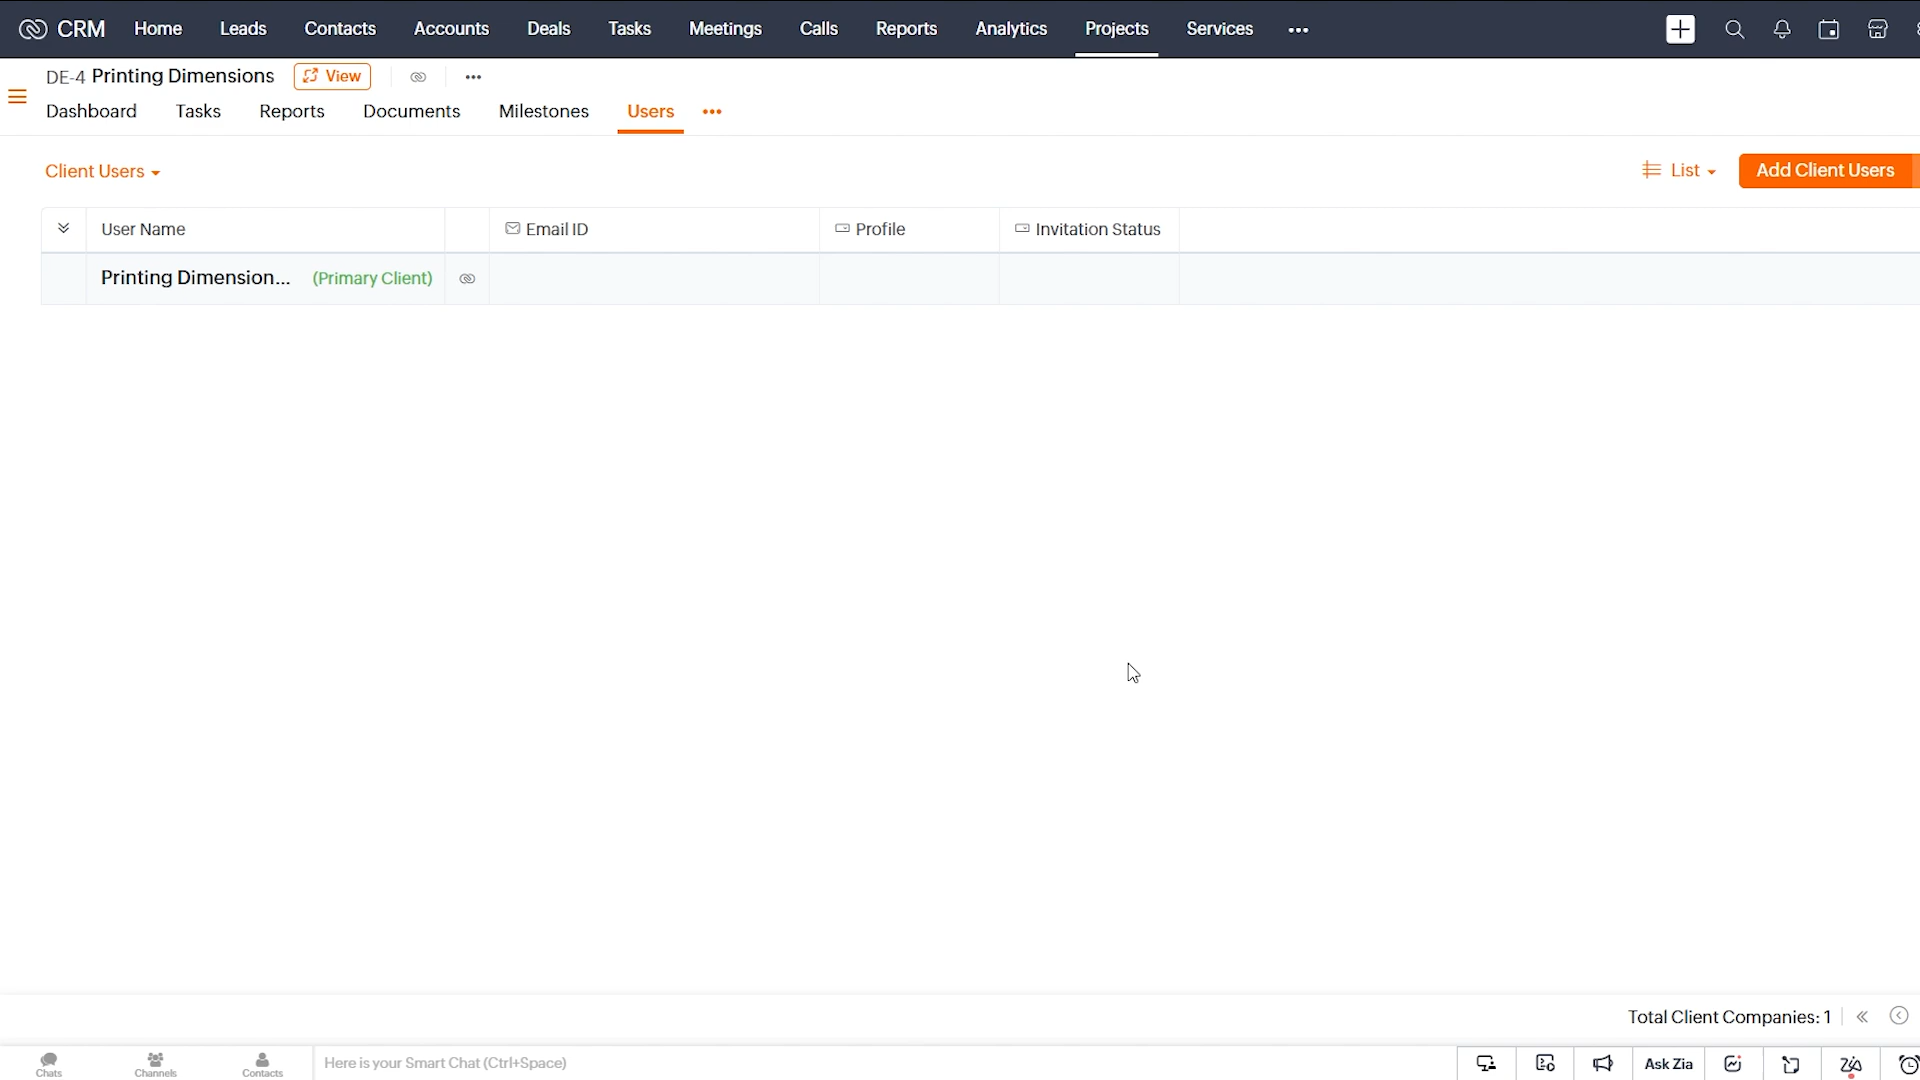 CRM Home Leads Contacts Accounts Deals Tasks Meetings Calls Reports Analytics Projects Services
DE-4 Printing Dimensions View
Dashboard Tasks Reports Documents Milestones Users
Client Users List Add Client Users
User Name Email ID Profile Invitation Status
Printing Dimension... (Primary Client)
Total Client Companies: 1
Chats Channels Contacts Here is your Smart Chat (Ctrl+Space) Ask Zia